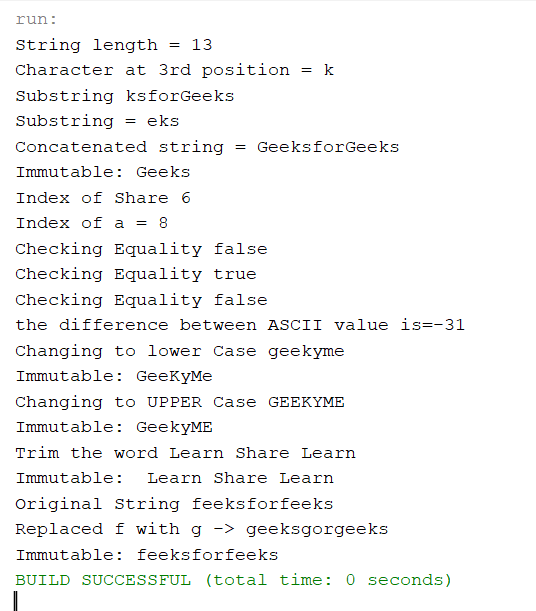 run:
String length = 13
Character at 3rd position = k
Substring ksforGeeks
Substring = eks
Concatenated string = GeeksforGeeks
Immutable: Geeks
Index of Share 6
Index of a = 8
Checking Equality false
Checking Equality true
Checking Equality false
the difference between ASCII value is=-31
Changing to lower Case geekyme
Immutable: GeeKyMe
Changing to UPPER Case GEEKYME
Immutable: GeekyME
Trim the word Learn Share Learn
Immutable:  Learn Share Learn
Original String feeksforfeeks
Replaced f with g -> geeksgorgeeks
Immutable: feeksforfeeks
BUILD SUCCESSFUL (total time: 0 seconds)